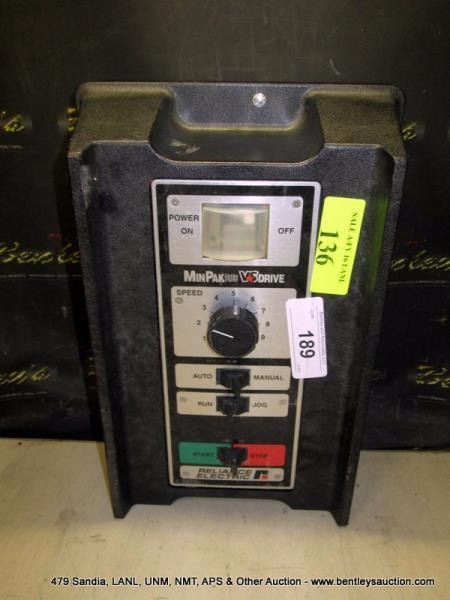 POWER
ON OFF
MINPAK PLUS VS DRIVE
SPEED
1 2 3 4 5 6 7 8 9
AUTO MANUAL
RUN JOG
START STOP
RELIANCE
ELECTRIC
136
189
479 Sandia, LANL, UNM, NMT, APS & Other Auction - www.bentleysauction.com